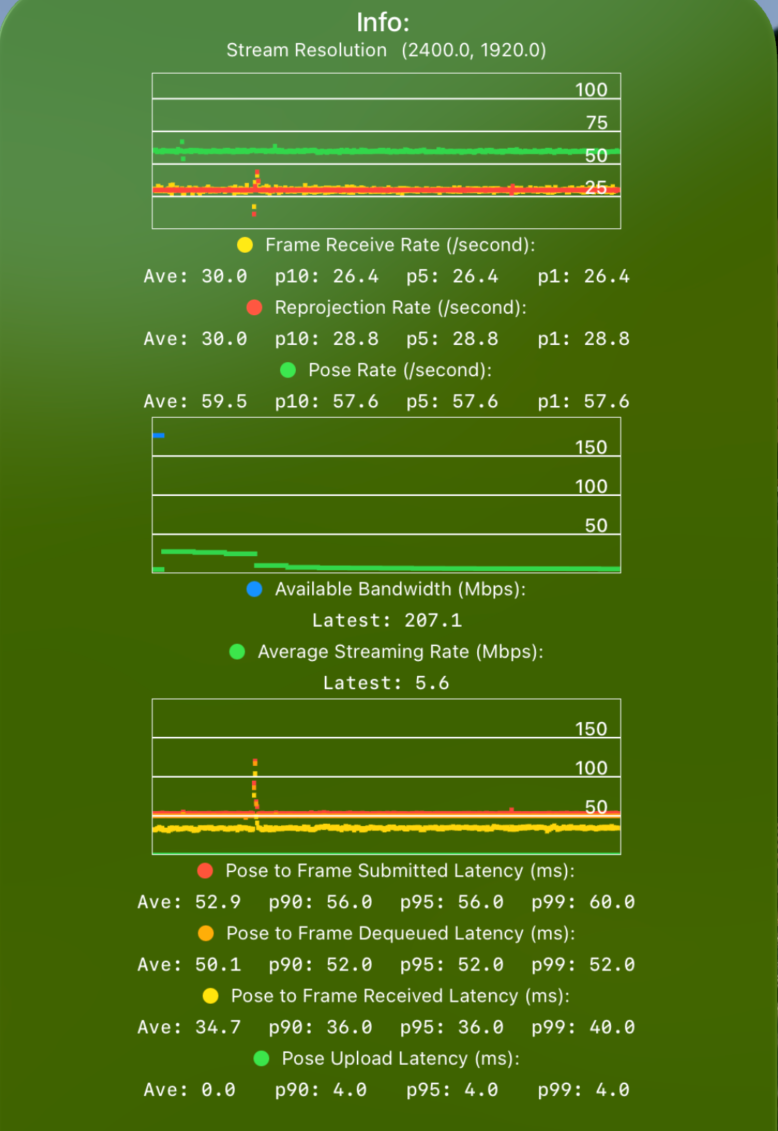 Info:
Stream Resolution (2400.0, 1920.0)
100
75
50
25
Frame Receive Rate (/second):
Ave: 30.0 p10: 26.4 p5: 26.4 p1: 26.4
Reprojection Rate (/second):
Ave: 30.0 p10: 28.8 p5: 28.8 p1: 28.8
Pose Rate (/second):
Ave: 59.5 p10: 57.6 p5: 57.6 p1: 57.6
150
100
50
Available Bandwidth (Mbps):
Latest: 207.1
Average Streaming Rate (Mbps):
Latest: 5.6
150
100
50
Pose to Frame Submitted Latency (ms):
Ave: 52.9 p90: 56.0 p95: 56.0 p99: 60.0
Pose to Frame Dequeued Latency (ms):
Ave: 50.1 p90: 52.0 p95: 52.0 p99: 52.0
Pose to Frame Received Latency (ms):
Ave: 34.7 p90: 36.0 p95: 36.0 p99: 40.0
Pose Upload Latency (ms):
Ave: 0.0 p90: 4.0 p95: 4.0 p99: 4.0